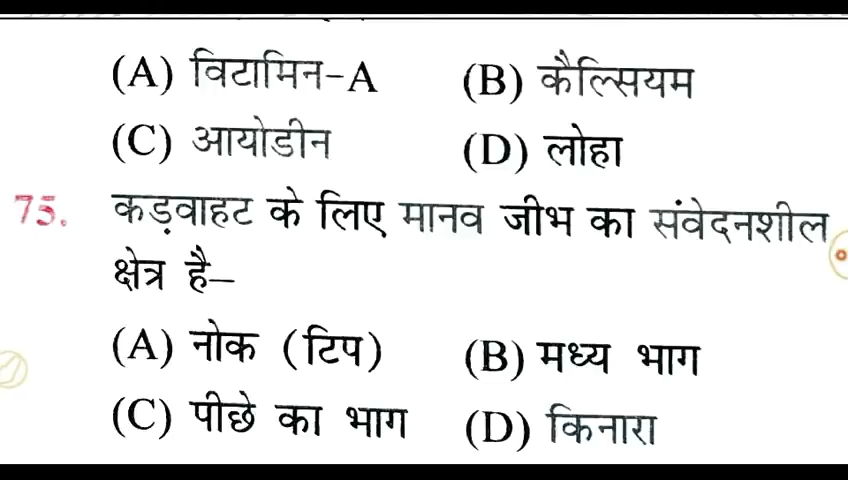 (A) विटामिन-A (B) कैल्सियम
(C) आयोडीन (D) लोहा
75. कड़वाहट के लिए मानव जीभ का संवेदनशील
क्षेत्र है–
(A) नोक (टिप) (B) मध्य भाग
(C) पीछे का भाग (D) किनारा